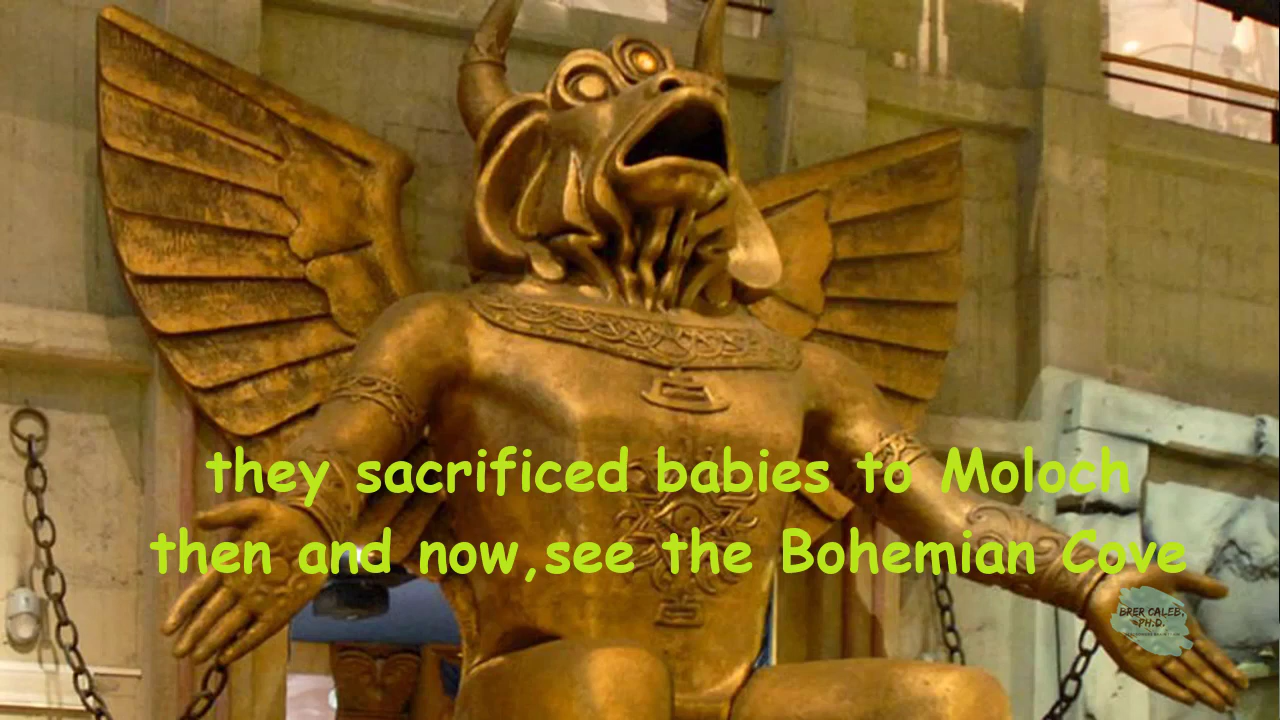 they sacrificed babies to Moloch
then and now,see the Bohemian Cove
BRER CALEB,
PH.D.